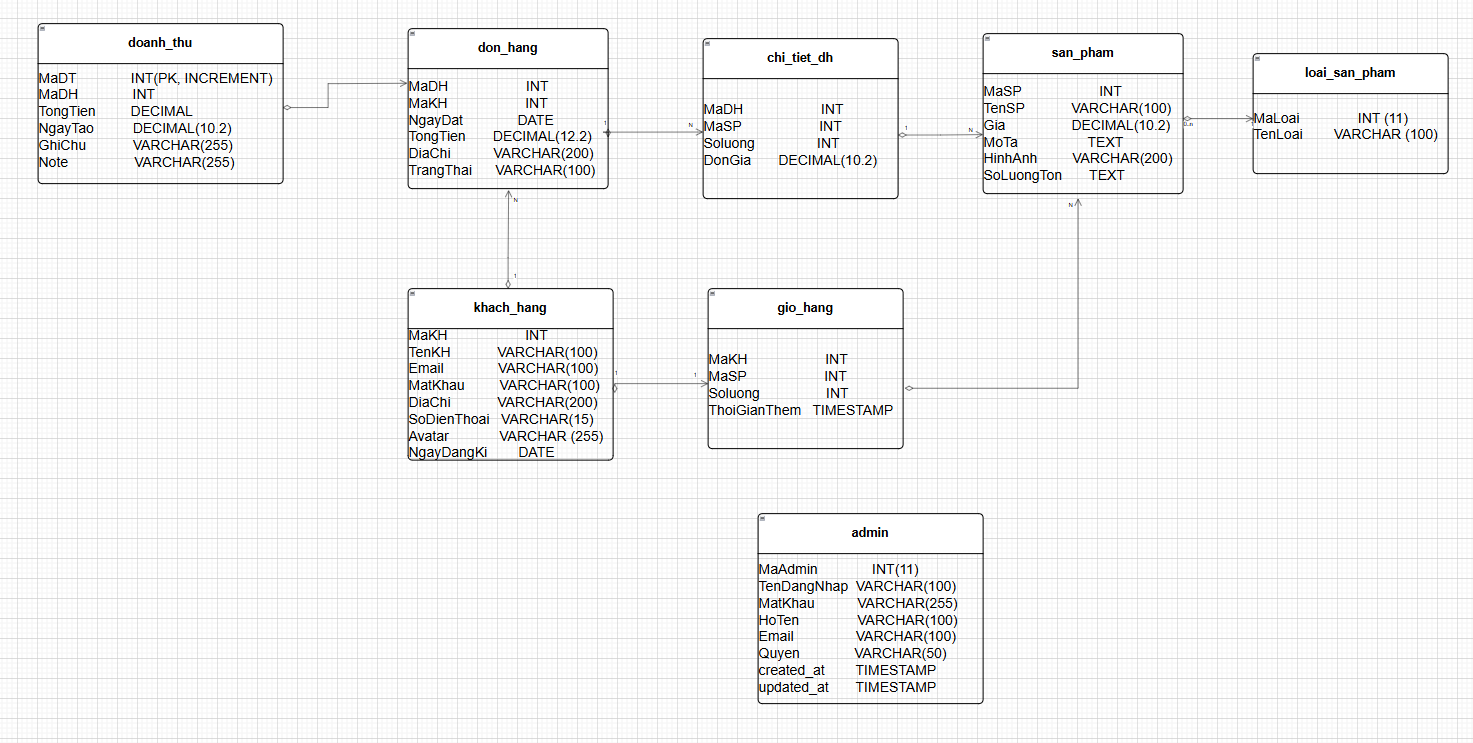 doanh_thu
MaDT INT(PK, INCREMENT)
MaDH INT
TongTien DECIMAL
NgayTao DECIMAL(10.2)
GhiChu VARCHAR(255)
Note VARCHAR(255)
don_hang
MaDH INT
MaKH INT
NgayDat DATE
TongTien DECIMAL(12.2)
DiaChi VARCHAR(200)
TrangThai VARCHAR(100)
1
N
chi_tiet_dh
MaDH INT
MaSP INT
Soluong INT
DonGia DECIMAL(10.2)
1
N
san_pham
MaSP INT
TenSP VARCHAR(100)
Gia DECIMAL(10.2)
MoTa TEXT
HinhAnh VARCHAR(200)
SoLuongTon TEXT
0..n
loai_san_pham
MaLoai INT (11)
TenLoai VARCHAR (100)
N
1
N
khach_hang
MaKH INT
TenKH VARCHAR(100)
Email VARCHAR(100)
MatKhau VARCHAR(100)
DiaChi VARCHAR(200)
SoDienThoai VARCHAR(15)
Avatar VARCHAR (255)
NgayDangKi DATE
1
1
gio_hang
MaKH INT
MaSP INT
Soluong INT
ThoiGianThem TIMESTAMP
admin
MaAdmin INT(11)
TenDangNhap VARCHAR(100)
MatKhau VARCHAR(255)
HoTen VARCHAR(100)
Email VARCHAR(100)
Quyen VARCHAR(50)
created_at TIMESTAMP
updated_at TIMESTAMP